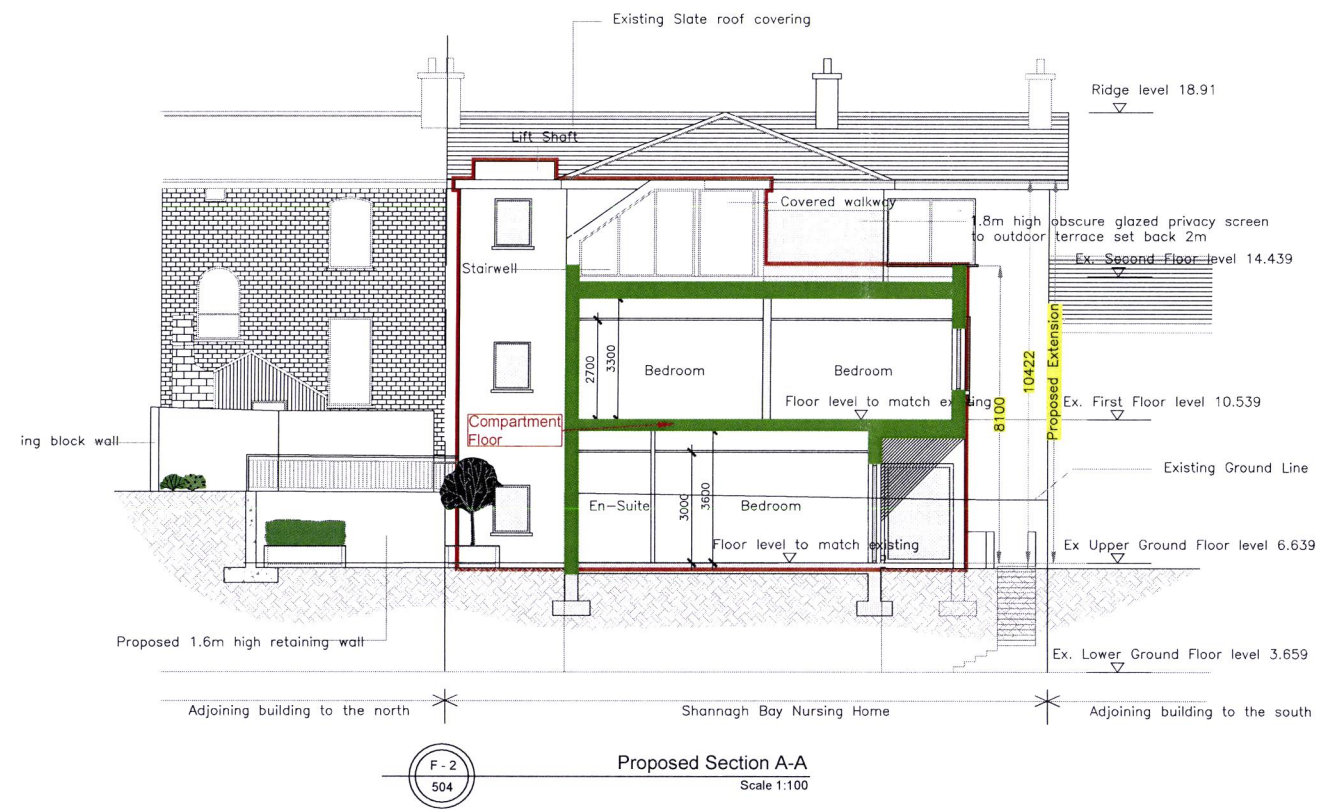 Existing Slate roof covering
Ridge level 18.91
Lift Shaft
Covered walkway
1.8m high obscure glazed privacy screen
to outdoor terrace set back 2m
Stairwell
Ex. Second Floor level 14.439
2700
3300
Bedroom
Bedroom
8100
10422
Proposed Extension
Floor level to match existing
Ex. First Floor level 10.539
Compartment
Floor
ing block wall
Existing Ground Line
En-Suite
3000
3600
Bedroom
Floor level to match existing
Ex Upper Ground Floor level 6.639
Proposed 1.6m high retaining wall
Ex. Lower Ground Floor level 3.659
Adjoining building to the north
Shannagh Bay Nursing Home
Adjoining building to the south
F - 2
504
Proposed Section A-A
Scale 1:100